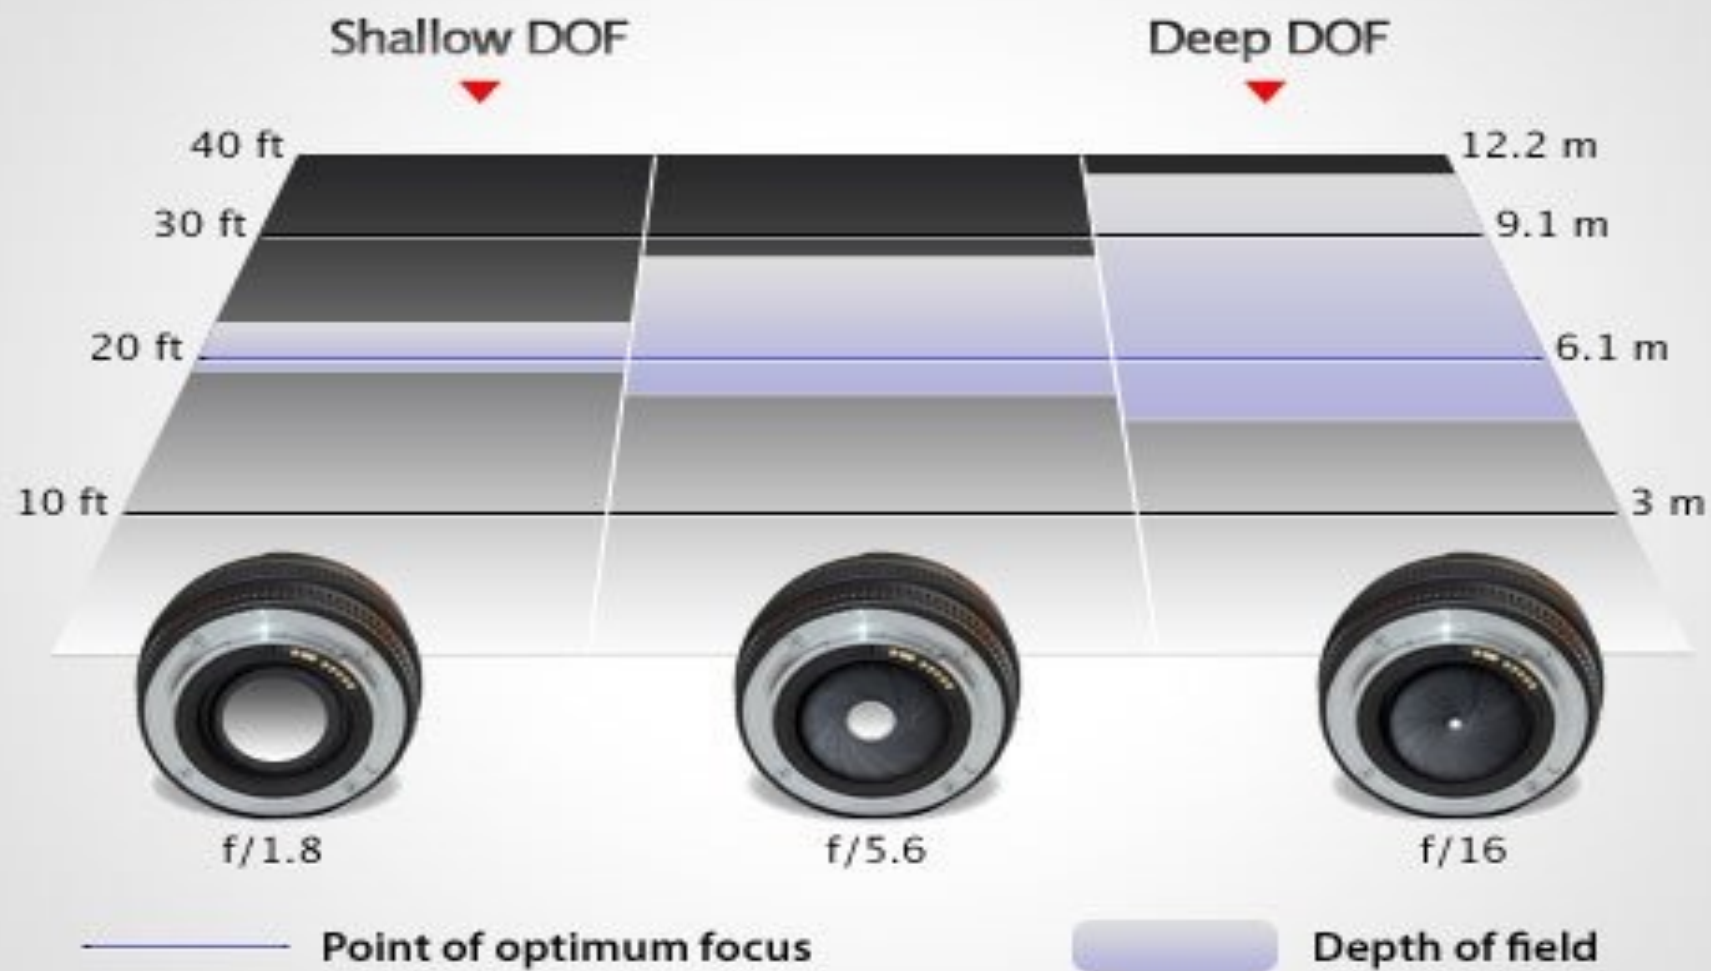 Shallow DOF
Deep DOF
40 ft
12.2 m
30 ft
9.1 m
20 ft
6.1 m
10 ft
3 m
f/1.8
f/5.6
f/16
Point of optimum focus
Depth of field